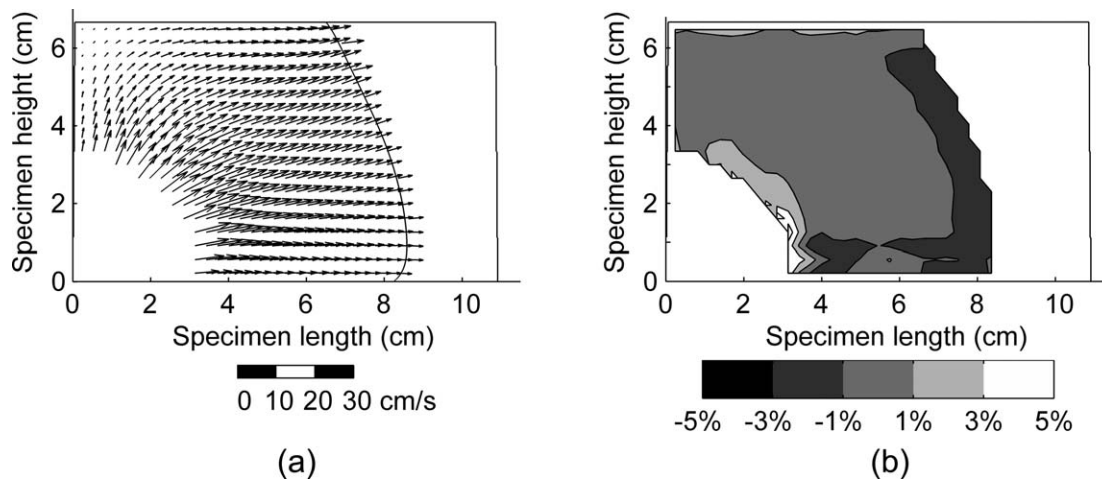 Specimen height (cm)
6
4
2
0
0 2 4 6 8 10
Specimen length (cm)
0 10 20 30 cm/s
(a)
Specimen height (cm)
6
4
2
0
0 2 4 6 8 10
Specimen length (cm)
-5% -3% -1% 1% 3% 5%
(b)